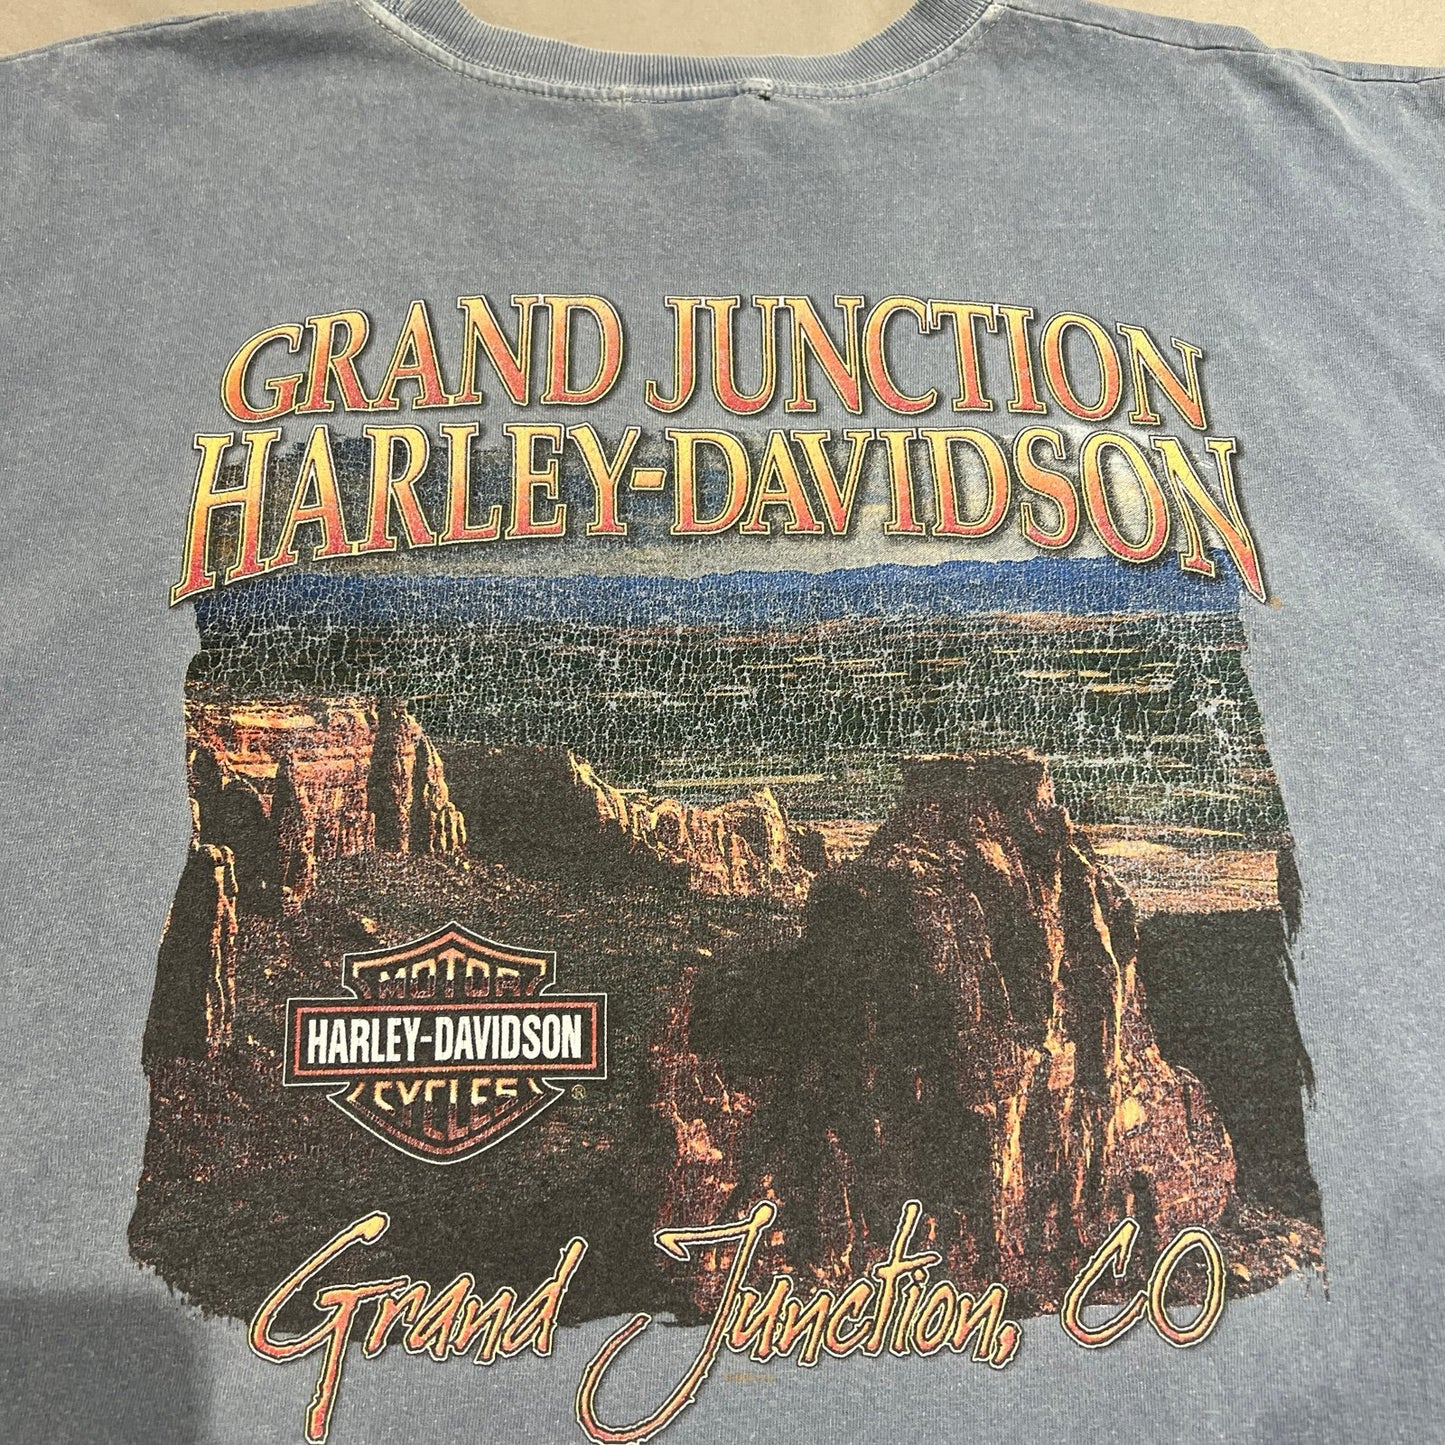 GRAND JUNCTION
HARLEY-DAVIDSON
MOTOR
HARLEY-DAVIDSON
CYCLES
®
Grand Junction, CO